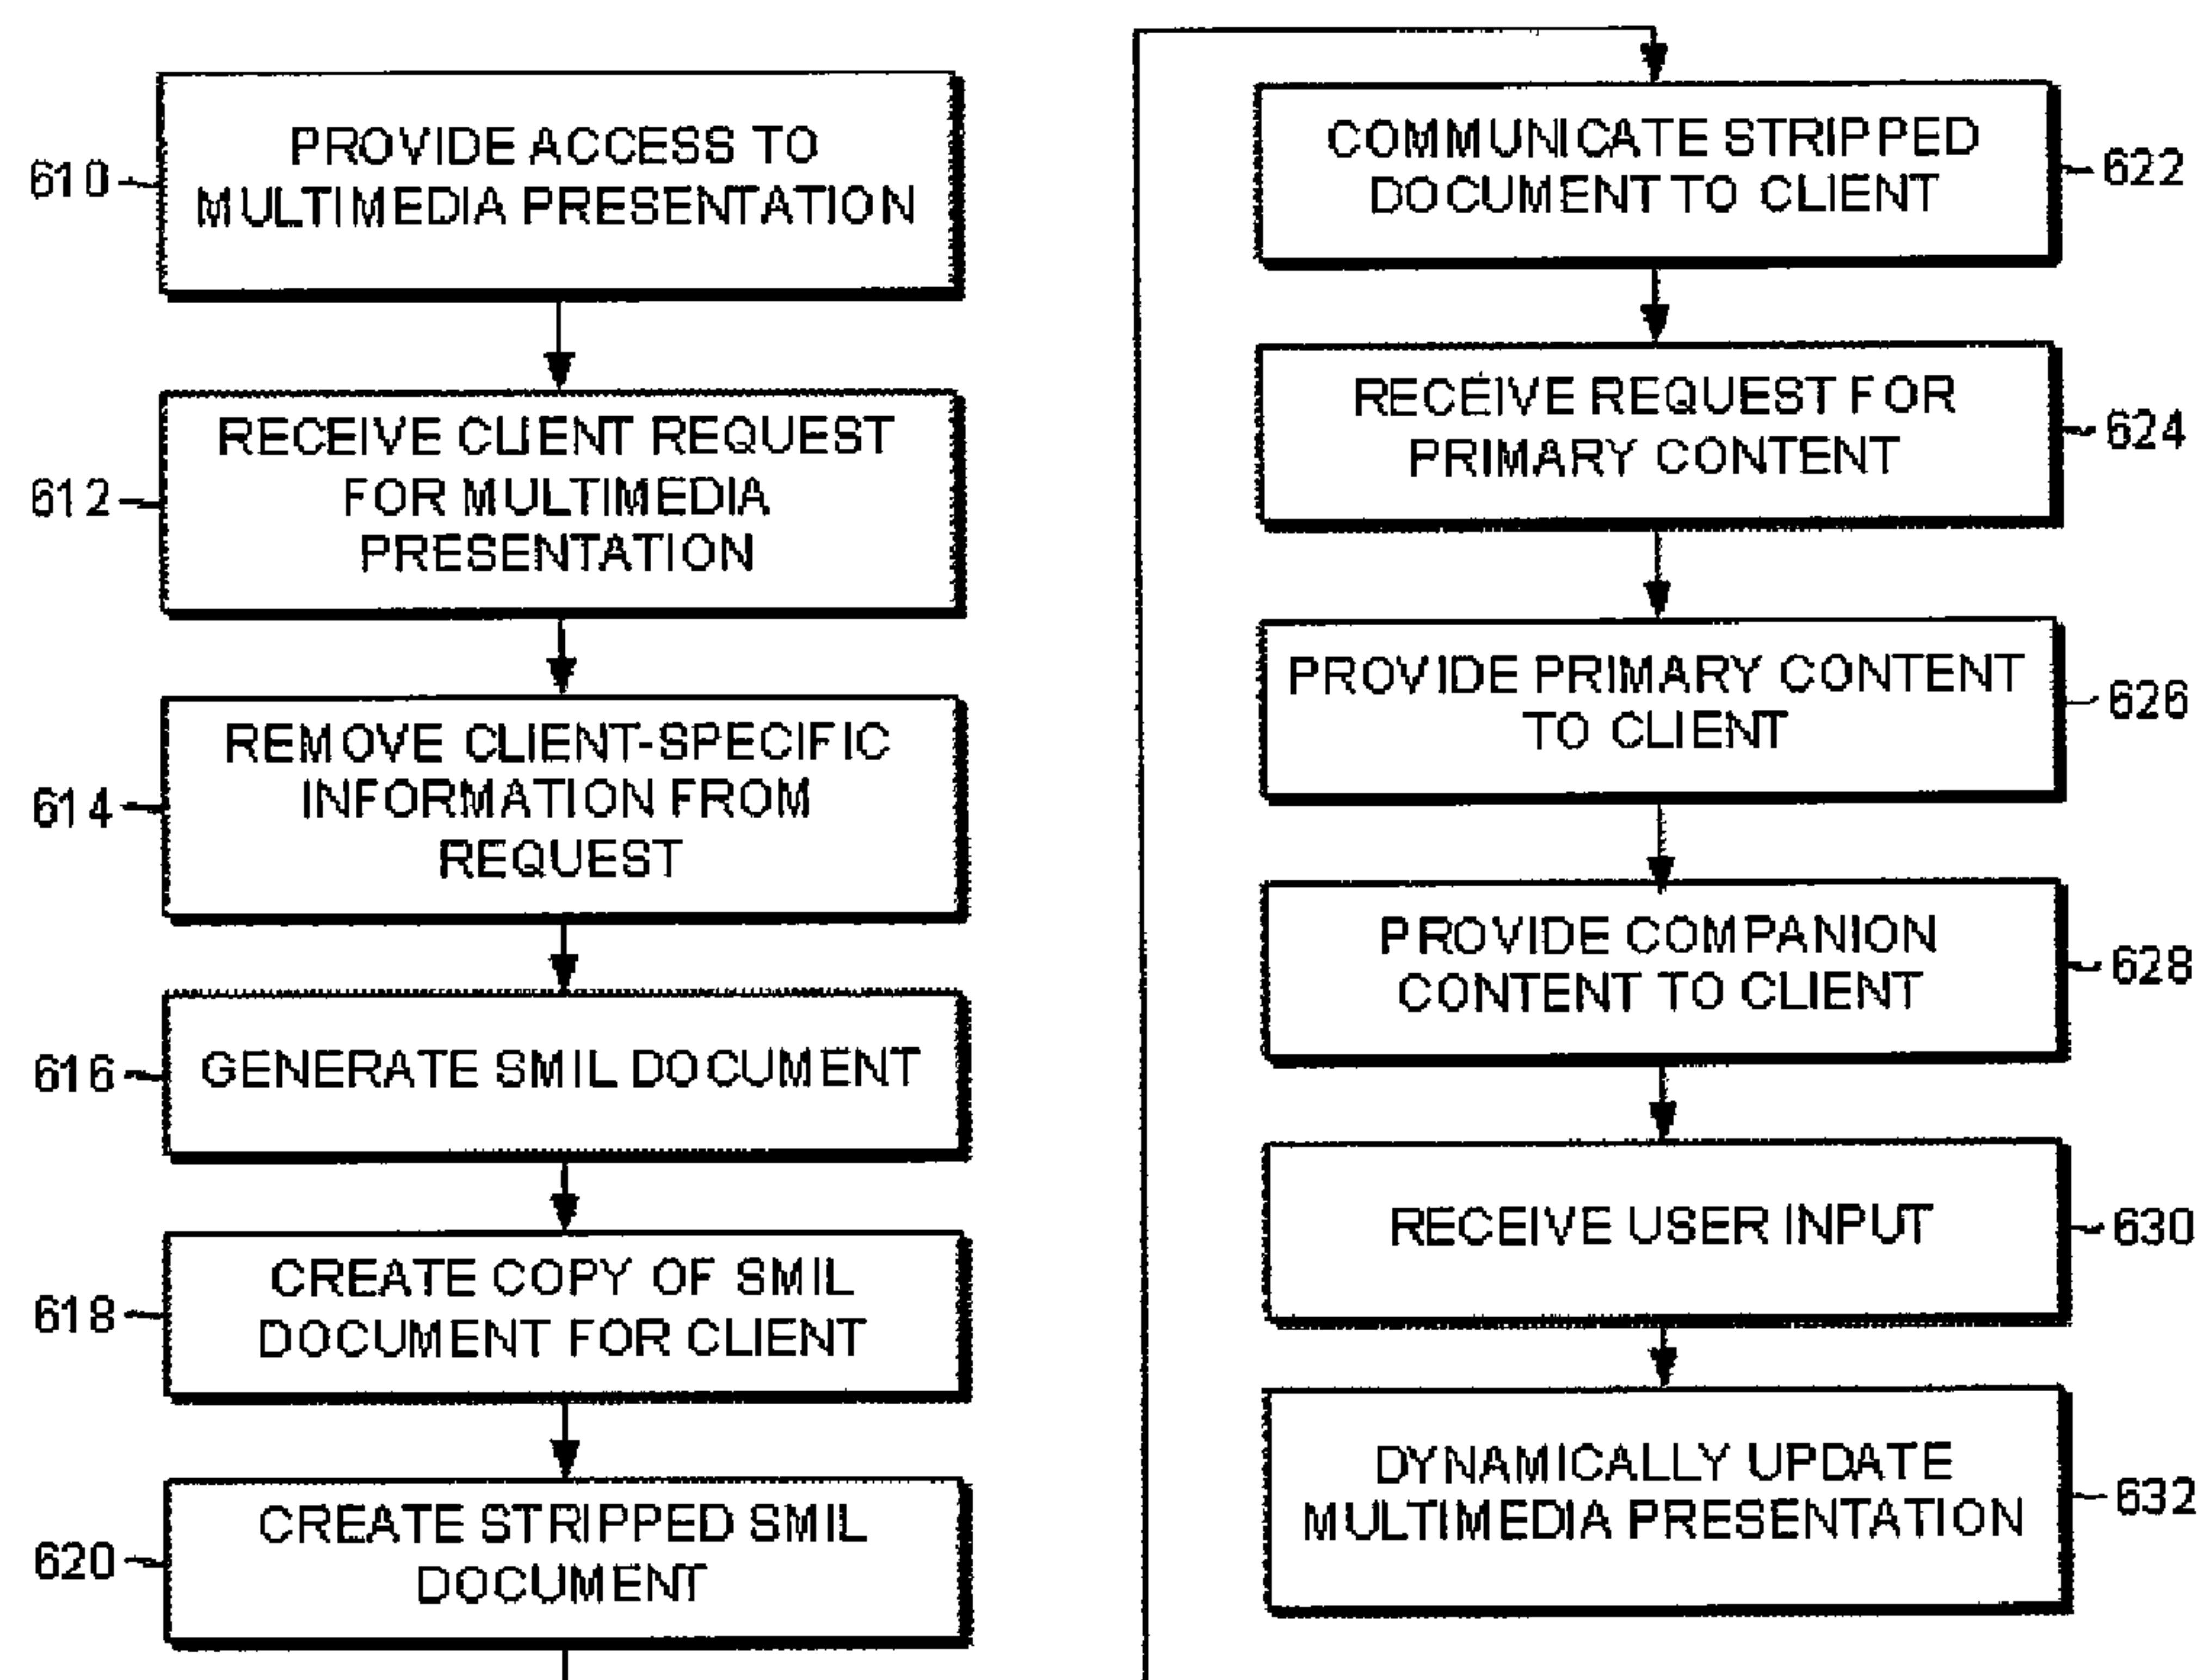 610
PROVIDE ACCESS TO
MULTIMEDIA PRESENTATION
612
RECEIVE CLIENT REQUEST
FOR MULTIMEDIA
PRESENTATION
614
REMOVE CLIENT-SPECIFIC
INFORMATION FROM
REQUEST
616
GENERATE SMIL DOCUMENT
618
CREATE COPY OF SMIL
DOCUMENT FOR CLIENT
620
CREATE STRIPPED SMIL
DOCUMENT
COMMUNICATE STRIPPED
DOCUMENT TO CLIENT
622
RECEIVE REQUEST FOR
PRIMARY CONTENT
624
PROVIDE PRIMARY CONTENT
TO CLIENT
626
PROVIDE COMPANION
CONTENT TO CLIENT
628
RECEIVE USER INPUT
630
DYNAMICALLY UPDATE
MULTIMEDIA PRESENTATION
632